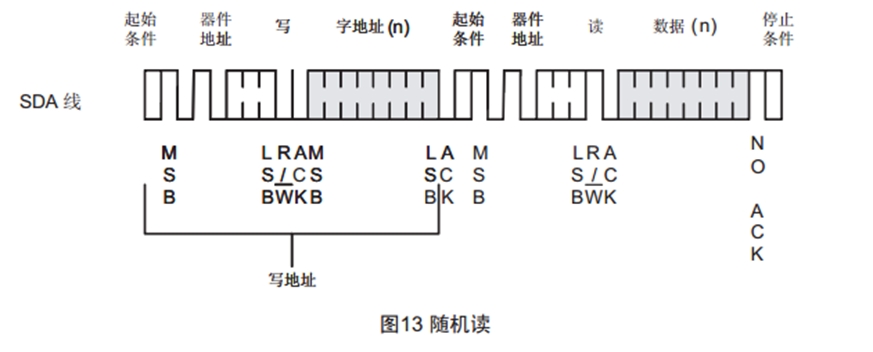 起始 器件 写 字地址(n) 起始 器件 读 数据(n) 停止
条件 地址 条件 地址 条件
SDA 线
M L R A M L A M L R A N
S S / C S S C S S / C O
B B W K B B K B B W K
A
C
K
写地址
图13 随机读